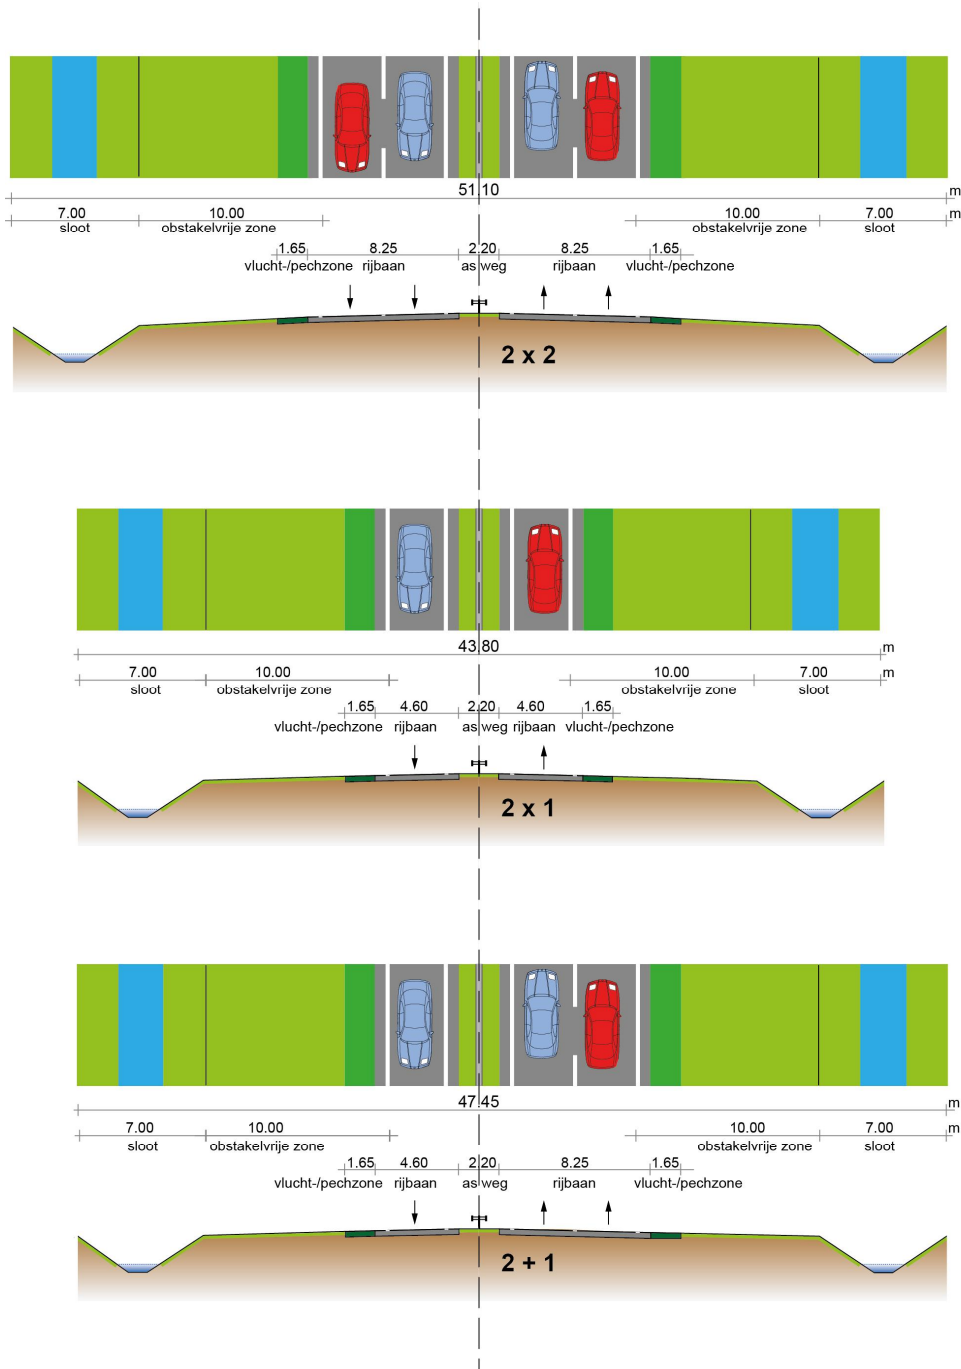 51.10 m
7.00 10.00 10.00 7.00 m
sloot obstakelvrije zone obstakelvrije zone sloot
1.65 8.25 2.20 8.25 1.65
vlucht-/pechzone rijbaan as weg rijbaan vlucht-/pechzone
2 x 2
43.80 m
7.00 10.00 10.00 7.00 m
sloot obstakelvrije zone obstakelvrije zone sloot
1.65 4.60 2.20 4.60 1.65
vlucht-/pechzone rijbaan as weg rijbaan vlucht-/pechzone
2 x 1
47.45 m
7.00 10.00 10.00 7.00 m
sloot obstakelvrije zone obstakelvrije zone sloot
1.65 4.60 2.20 8.25 1.65
vlucht-/pechzone rijbaan as weg rijbaan vlucht-/pechzone
2 + 1